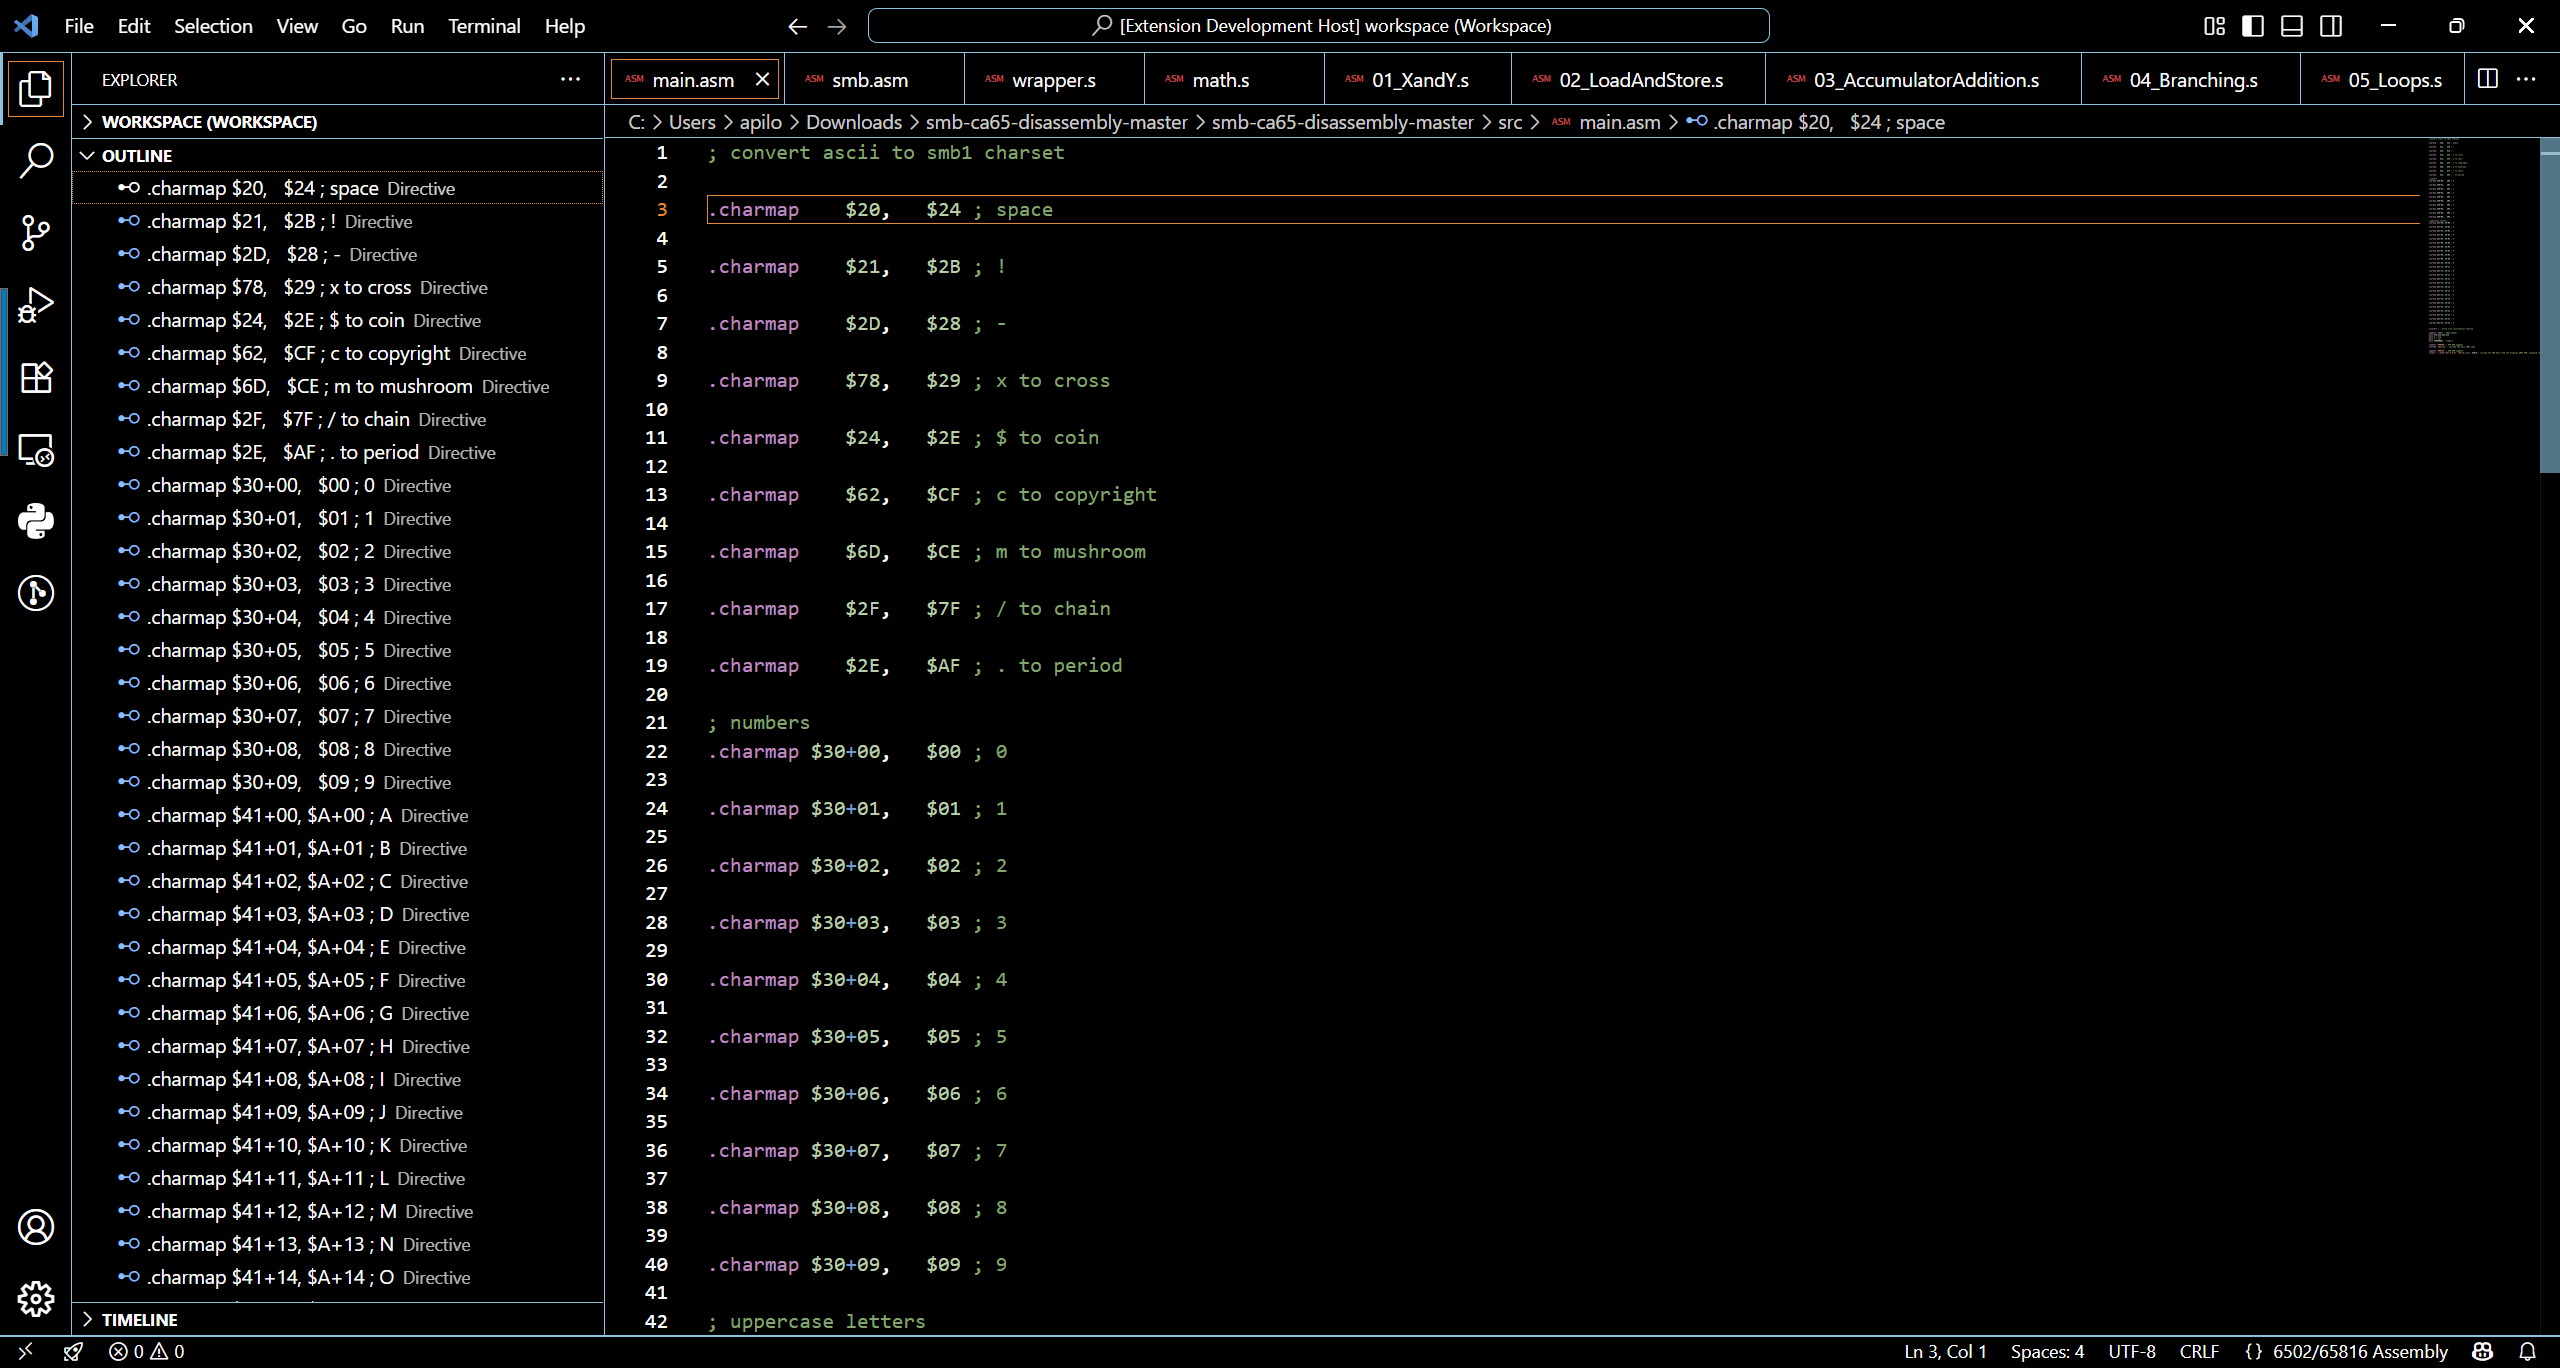 File Edit Selection View Go Run Terminal Help
[Extension Development Host] workspace (Workspace)
EXPLORER
WORKSPACE (WORKSPACE)
OUTLINE
.charmap $20, $24 ; space Directive
.charmap $21, $2B ; ! Directive
.charmap $2D, $28 ; - Directive
.charmap $78, $29 ; x to cross Directive
.charmap $24, $2E ; $ to coin Directive
.charmap $62, $CF ; c to copyright Directive
.charmap $6D, $CE ; m to mushroom Directive
.charmap $2F, $7F ; / to chain Directive
.charmap $2E, $AF ; . to period Directive
.charmap $30+00, $00 ; 0 Directive
.charmap $30+01, $01 ; 1 Directive
.charmap $30+02, $02 ; 2 Directive
.charmap $30+03, $03 ; 3 Directive
.charmap $30+04, $04 ; 4 Directive
.charmap $30+05, $05 ; 5 Directive
.charmap $30+06, $06 ; 6 Directive
.charmap $30+07, $07 ; 7 Directive
.charmap $30+08, $08 ; 8 Directive
.charmap $30+09, $09 ; 9 Directive
.charmap $41+00, $A+00 ; A Directive
.charmap $41+01, $A+01 ; B Directive
.charmap $41+02, $A+02 ; C Directive
.charmap $41+03, $A+03 ; D Directive
.charmap $41+04, $A+04 ; E Directive
.charmap $41+05, $A+05 ; F Directive
.charmap $41+06, $A+06 ; G Directive
.charmap $41+07, $A+07 ; H Directive
.charmap $41+08, $A+08 ; I Directive
.charmap $41+09, $A+09 ; J Directive
.charmap $41+10, $A+10 ; K Directive
.charmap $41+11, $A+11 ; L Directive
.charmap $41+12, $A+12 ; M Directive
.charmap $41+13, $A+13 ; N Directive
.charmap $41+14, $A+14 ; O Directive
TIMELINE
ASM main.asm ASM smb.asm ASM wrapper.s ASM math.s ASM 01_XandY.s ASM 02_LoadAndStore.s ASM 03_AccumulatorAddition.s ASM 04_Branching.s ASM 05_Loops.s
C: > Users > apilo > Downloads > smb-ca65-disassembly-master > smb-ca65-disassembly-master > src > ASM main.asm > .charmap $20, $24 ; space
1 ; convert ascii to smb1 charset
2
3 .charmap $20, $24 ; space
4
5 .charmap $21, $2B ; !
6
7 .charmap $2D, $28 ; -
8
9 .charmap $78, $29 ; x to cross
10
11 .charmap $24, $2E ; $ to coin
12
13 .charmap $62, $CF ; c to copyright
14
15 .charmap $6D, $CE ; m to mushroom
16
17 .charmap $2F, $7F ; / to chain
18
19 .charmap $2E, $AF ; . to period
20
21 ; numbers
22 .charmap $30+00, $00 ; 0
23
24 .charmap $30+01, $01 ; 1
25
26 .charmap $30+02, $02 ; 2
27
28 .charmap $30+03, $03 ; 3
29
30 .charmap $30+04, $04 ; 4
31
32 .charmap $30+05, $05 ; 5
33
34 .charmap $30+06, $06 ; 6
35
36 .charmap $30+07, $07 ; 7
37
38 .charmap $30+08, $08 ; 8
39
40 .charmap $30+09, $09 ; 9
41
42 ; uppercase letters
0 0
Ln 3, Col 1 Spaces: 4 UTF-8 CRLF {} 6502/65816 Assembly